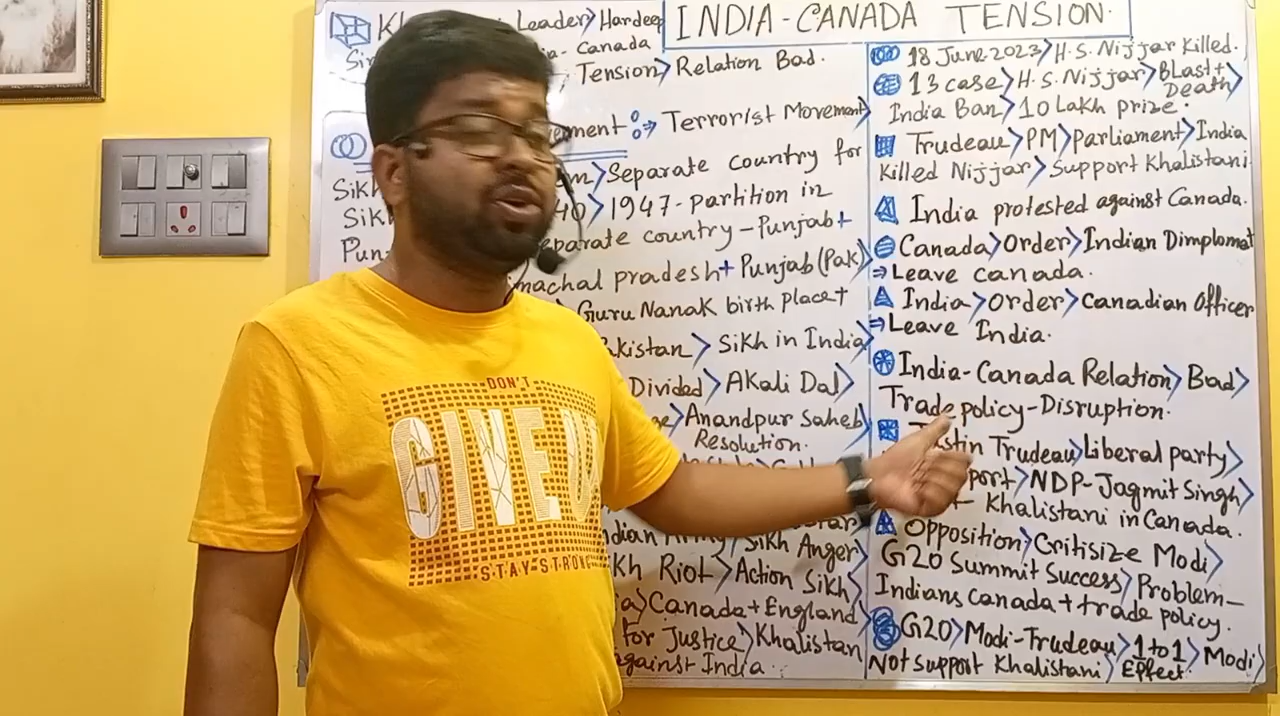 INDIA-CANADA TENSION.
Leader> Hardeep
Canada
Tension> Relation Bad.
Terrorist Movement>
Separate country for
1947-partition in
country-Punjab+
pradesh+Punjab(Pak)>
Guru Nanak birth place+
> Sikh in India>
Divided> Akali Dal>
> Anandpur Saheb
Resolution.
Sikh Anger>
Riot> Action Sikh>
> Canada+England
for Justice> Khalistan
against India..
Sikh
Sikh
18 June.2023> H.S. Nijjar Killed.
13 case> H.S. Nijjar> BLast+
Death>
India Ban> 10 Lakh prize.
Trudeau> PM> Parliament> India
Killed Nijjar> Support Khalistani
India protested against Canada.
Canada> Order> Indian Dimplomat
⇒Leave canada.
India> Order> Canadian Officer
⇒Leave India.
India-Canada Relation> Bad>
Trade policy-Disruption.
Trudeau> Liberal party>
> NDP-Jagmit Singh>
Khalistani in Canada.
Opposition> Critisize Modi>
G20 Summit Success> Problem-
Indians Canada+trade policy.
G20> Modi-Trudeau> 1 to 1> Modi>
Not support Khalistani> Effect.
DON'T
GIVE
STAY-STRONG